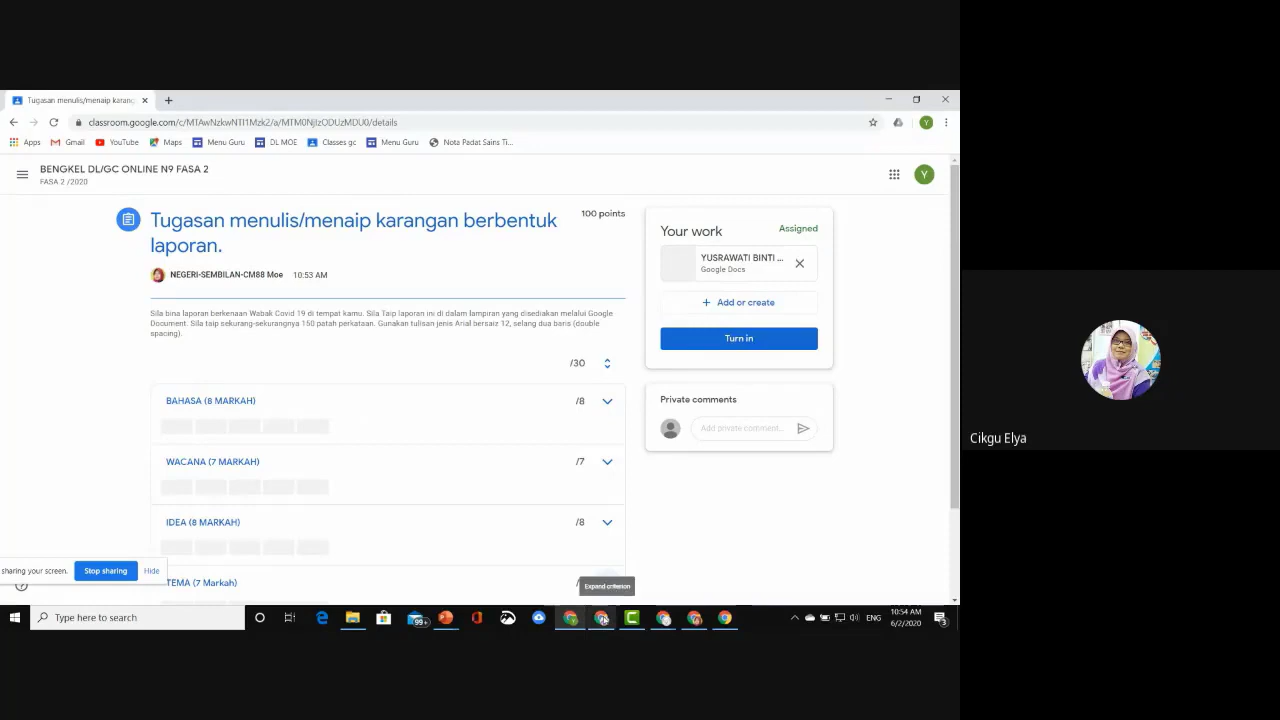 Tugasan menulis/menaip karang
classroom.google.com/c/MTAwNzkwNTI1Mzk2/a/MTM0NjIzODUzMDU0/details
Apps Gmail YouTube Maps Menu Guru DL MOE Classes gc Menu Guru Nota Padat Sains Ti...
Y
BENGKEL DL/GC ONLINE N9 FASA 2
FASA 2 /2020
Y
Tugasan menulis/menaip karangan berbentuk
laporan.
100 points
NEGERI-SEMBILAN-CM88 Moe 10:53 AM
Sila bina laporan berkenaan Wabak Covid 19 di tempat kamu. Sila Taip laporan ini di dalam lampiran yang disediakan melalui Google
Document. Sila taip sekurang-sekurangnya 150 patah perkataan. Gunakan tulisan jenis Arial bersaiz 12, selang dua baris (double
spacing).
/30
BAHASA (8 MARKAH) /8
WACANA (7 MARKAH) /7
IDEA (8 MARKAH) /8
TEMA (7 Markah) /
Expand criterion
Your work Assigned
YUSRAWATI BINTI ...
Google Docs
+ Add or create
Turn in
Private comments
Add private comment...
sharing your screen. Stop sharing Hide
Type here to search
99+
ENG
10:54 AM
6/2/2020
3
Cikgu Elya